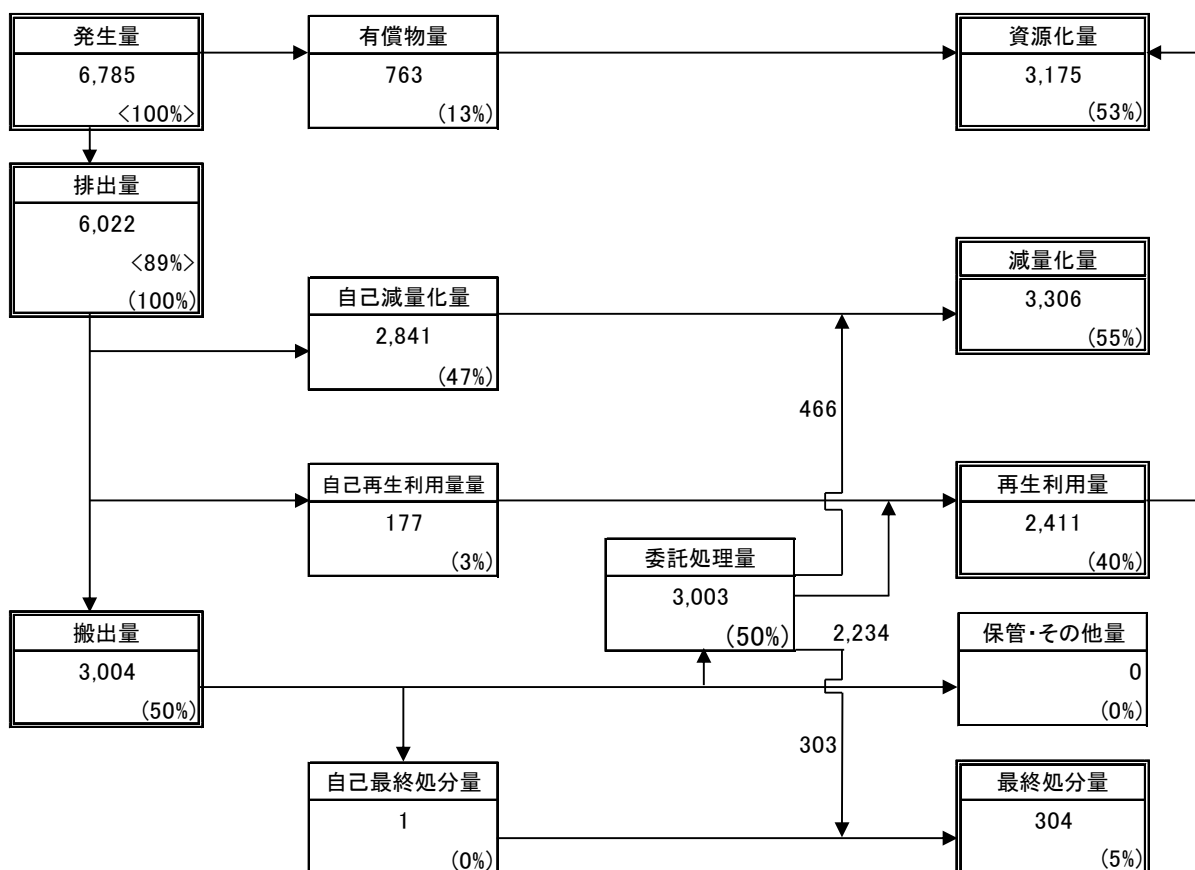 発生量
6,785
<100%>
有償物量
763
(13%)
資源化量
3,175
(53%)
排出量
6,022
<89%>
(100%)
自己減量化量
2,841
(47%)
減量化量
3,306
(55%)
466
自己再生利用量量
177
(3%)
再生利用量
2,411
(40%)
委託処理量
3,003
(50%)
2,234
搬出量
3,004
(50%)
保管・その他量
0
(0%)
303
自己最終処分量
1
(0%)
最終処分量
304
(5%)